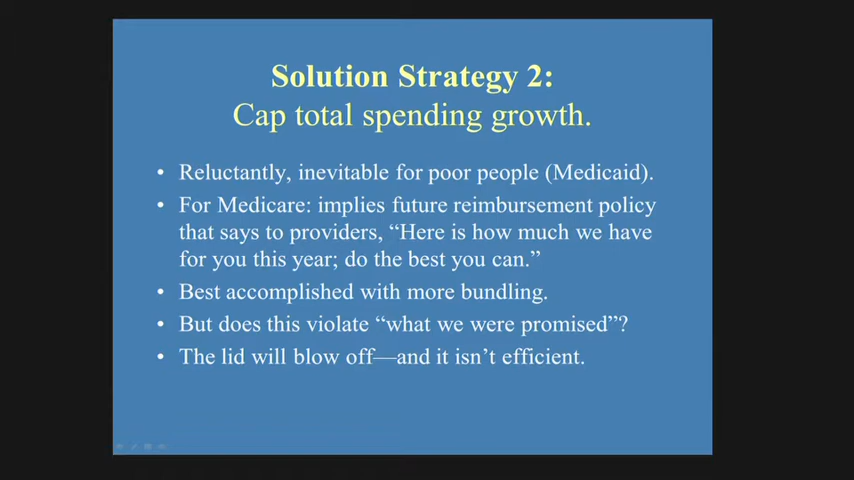 Solution Strategy 2:
Cap total spending growth.
• Reluctantly, inevitable for poor people (Medicaid).
• For Medicare: implies future reimbursement policy
that says to providers, “Here is how much we have
for you this year; do the best you can.”
• Best accomplished with more bundling.
• But does this violate “what we were promised”?
• The lid will blow off—and it isn’t efficient.